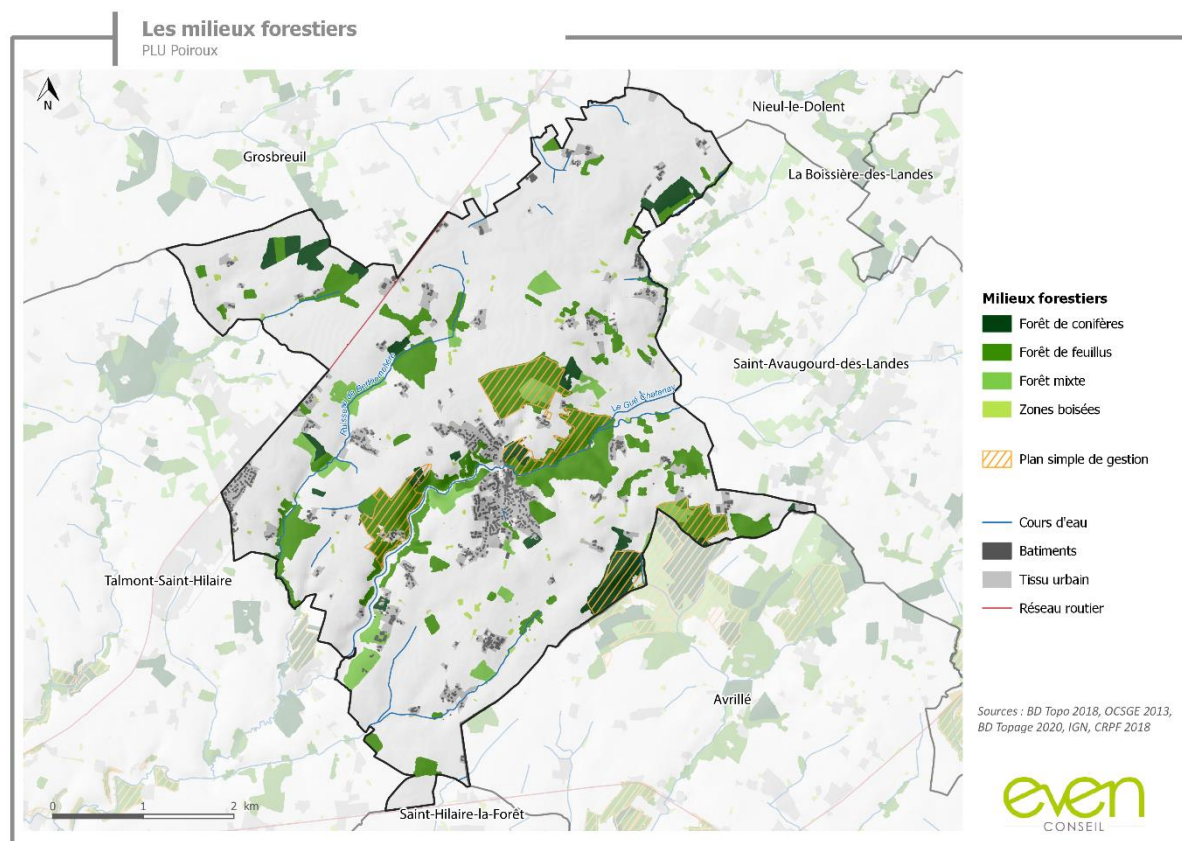 Les milieux forestiers
PLU Poiroux
N
Nieul-le-Dolent
Grosbreuil
La Boissière-des-Landes
Milieux forestiers
Forêt de conifères
Forêt de feuillus
Forêt mixte
Zones boisées
Plan simple de gestion
Cours d'eau
Batiments
Tissu urbain
Réseau routier
Saint-Avaugourd-des-Landes
Le Gué Chatenay
Talmont-Saint-Hilaire
Avrillé
Sources : BD Topo 2018, OCSGE 2013,
BD Topage 2020, IGN, CRPF 2018
0 1 2 km
Saint-Hilaire-la-Forêt
even
CONSEIL